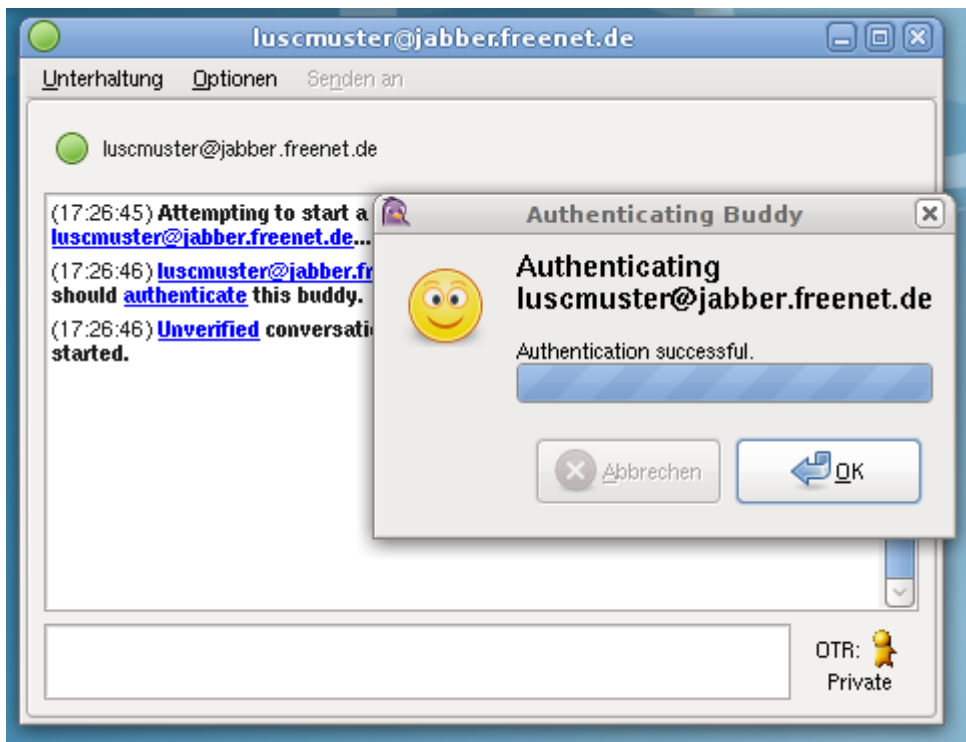 luscmuster@jabber.freenet.de
Unterhaltung Optionen Senden an
luscmuster@jabber.freenet.de
(17:26:45) Attempting to start a
luscmuster@jabber.freenet.de...
(17:26:46) luscmuster@jabber.fr
should authenticate this buddy.
(17:26:46) Unverified conversati
started.
Authenticating Buddy
Authenticating
luscmuster@jabber.freenet.de
Authentication successful.
Abbrechen
OK
OTR:
Private